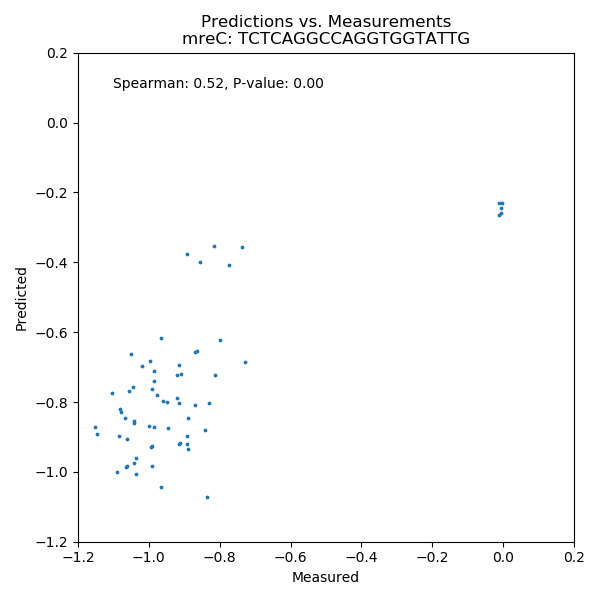 Predictions vs. Measurements
mreC: TCTCAGGCCAGGTGGTATTG
Spearman: 0.52, P-value: 0.00
0.2
0.0
−0.2
−0.4
−0.6
−0.8
−1.0
−1.2
Predicted
−1.2 −1.0 −0.8 −0.6 −0.4 −0.2 0.0 0.2
Measured